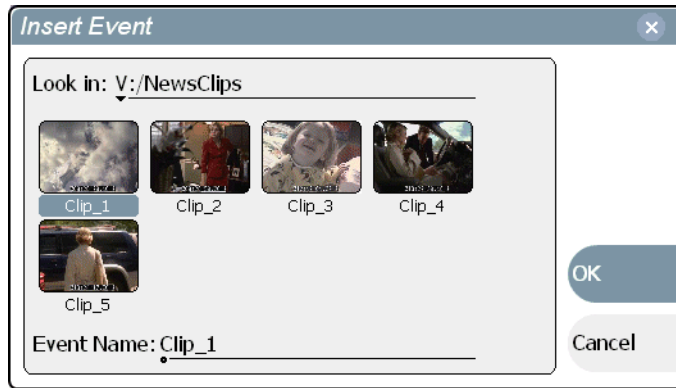 Insert Event
Look in: V:/NewsClips
Clip_1
Clip_2
Clip_3
Clip_4
Clip_5
OK
Event Name: Clip_1
Cancel